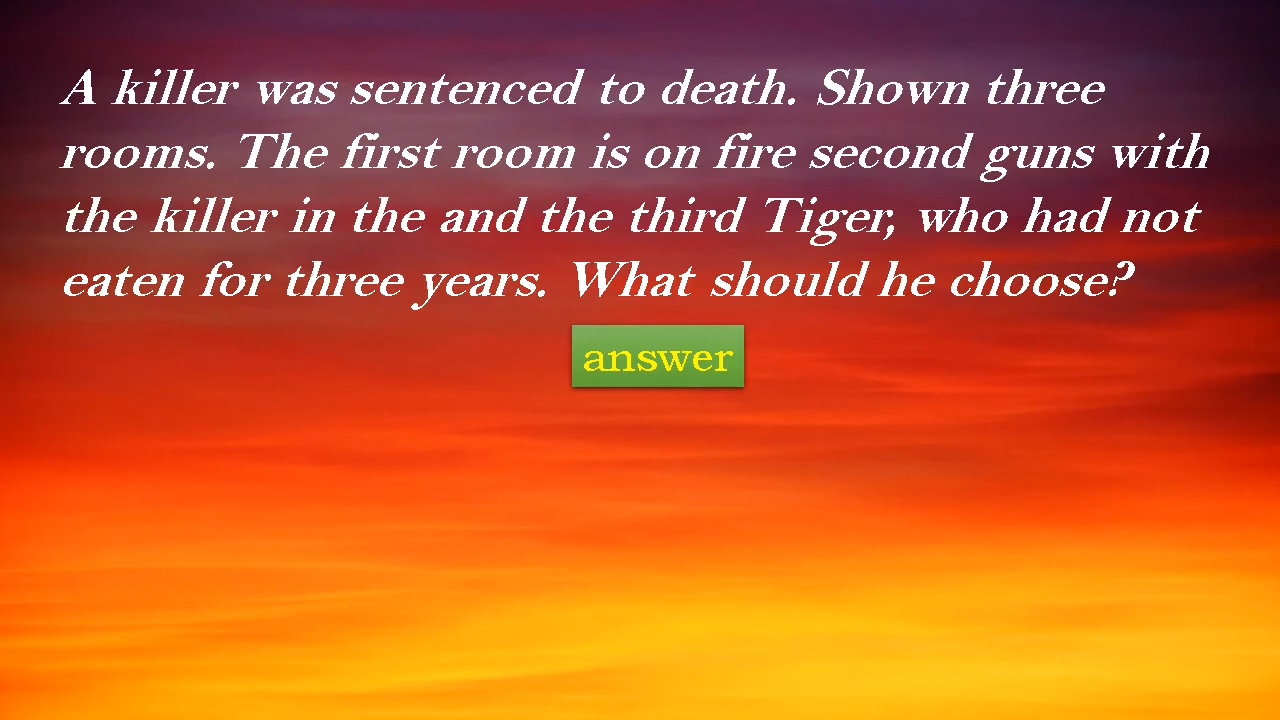 A killer was sentenced to death. Shown three
rooms. The first room is on fire second guns with
the killer in the and the third Tiger, who had not
eaten for three years. What should he choose?
answer